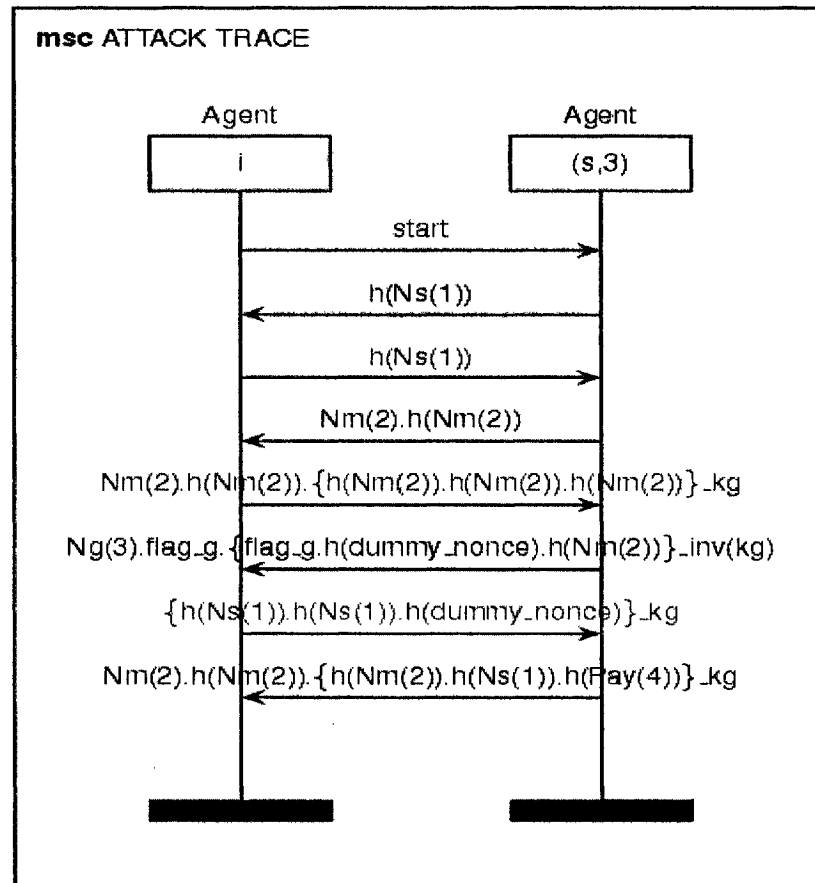 msc ATTACK TRACE
Agent Agent
i (s,3)
start
h(Ns(1))
h(Ns(1))
Nm(2).h(Nm(2))
Nm(2).h(Nm(2)).{h(Nm(2)).h(Nm(2)).h(Nm(2))}_kg
Ng(3).flag_g.{flag_g.h(dummy_nonce).h(Nm(2))}_inv(kg)
{h(Ns(1)).h(Ns(1)).h(dummy_nonce)}_kg
Nm(2).h(Nm(2)).{h(Nm(2)).h(Ns(1)).h(Pay(4))}_kg